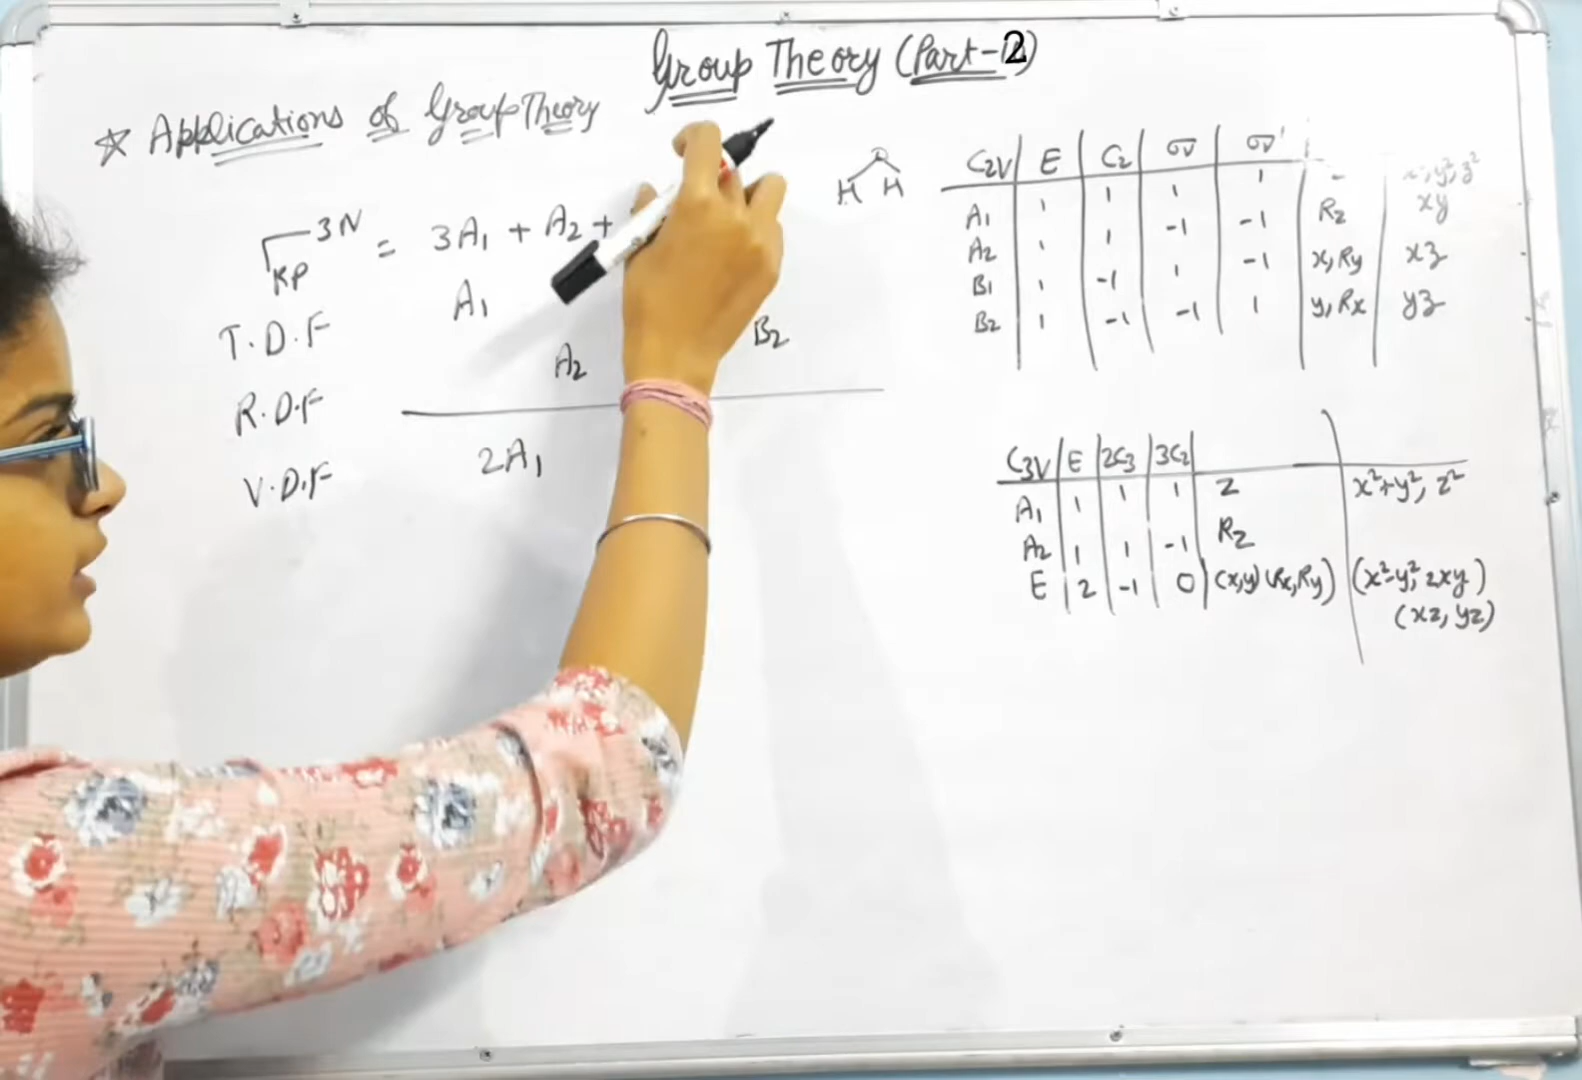 Group Theory (Part-2)
* Applications of Group Theory
Γ 3N = 3A1 + A2 +
KP
T.D.F A1 B2
R.D.F A2
V.D.F 2A1
H H
C2V E C2 σv σv'
A1 1 1 1 1
A2 1 1 -1 -1 Rz xy
B1 1 -1 1 -1 x, Ry xz
B2 1 -1 -1 1 y, Rx yz
C3V E 2C3 3C2
A1 1 1 1 Z x²+y², z²
A2 1 1 -1 Rz
E 2 -1 0 (x,y) (Rx, Ry) (x²-y², 2xy)
(xz, yz)